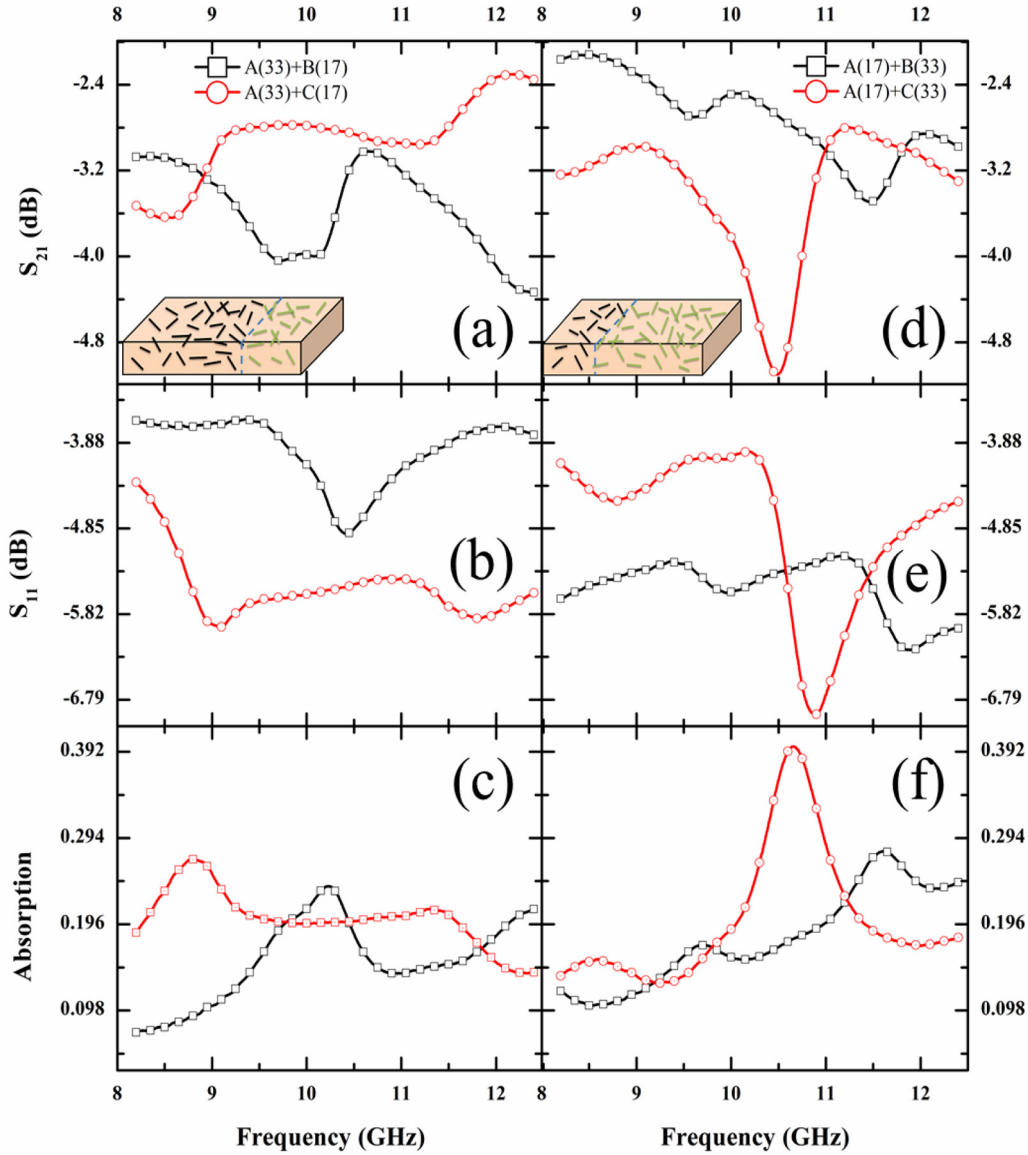 8 9 10 11 12 8 9 10 11 12
A(33)+B(17)
A(33)+C(17)
A(17)+B(33)
A(17)+C(33)
-2.4 -2.4
-3.2 -3.2
-4.0 -4.0
-4.8 -4.8
S21 (dB)
(a) (d)
-3.88 -3.88
-4.85 -4.85
-5.82 -5.82
-6.79 -6.79
S11 (dB)
(b) (e)
0.392 0.392
0.294 0.294
0.196 0.196
0.098 0.098
Absorption
(c) (f)
8 9 10 11 12 8 9 10 11 12
Frequency (GHz) Frequency (GHz)